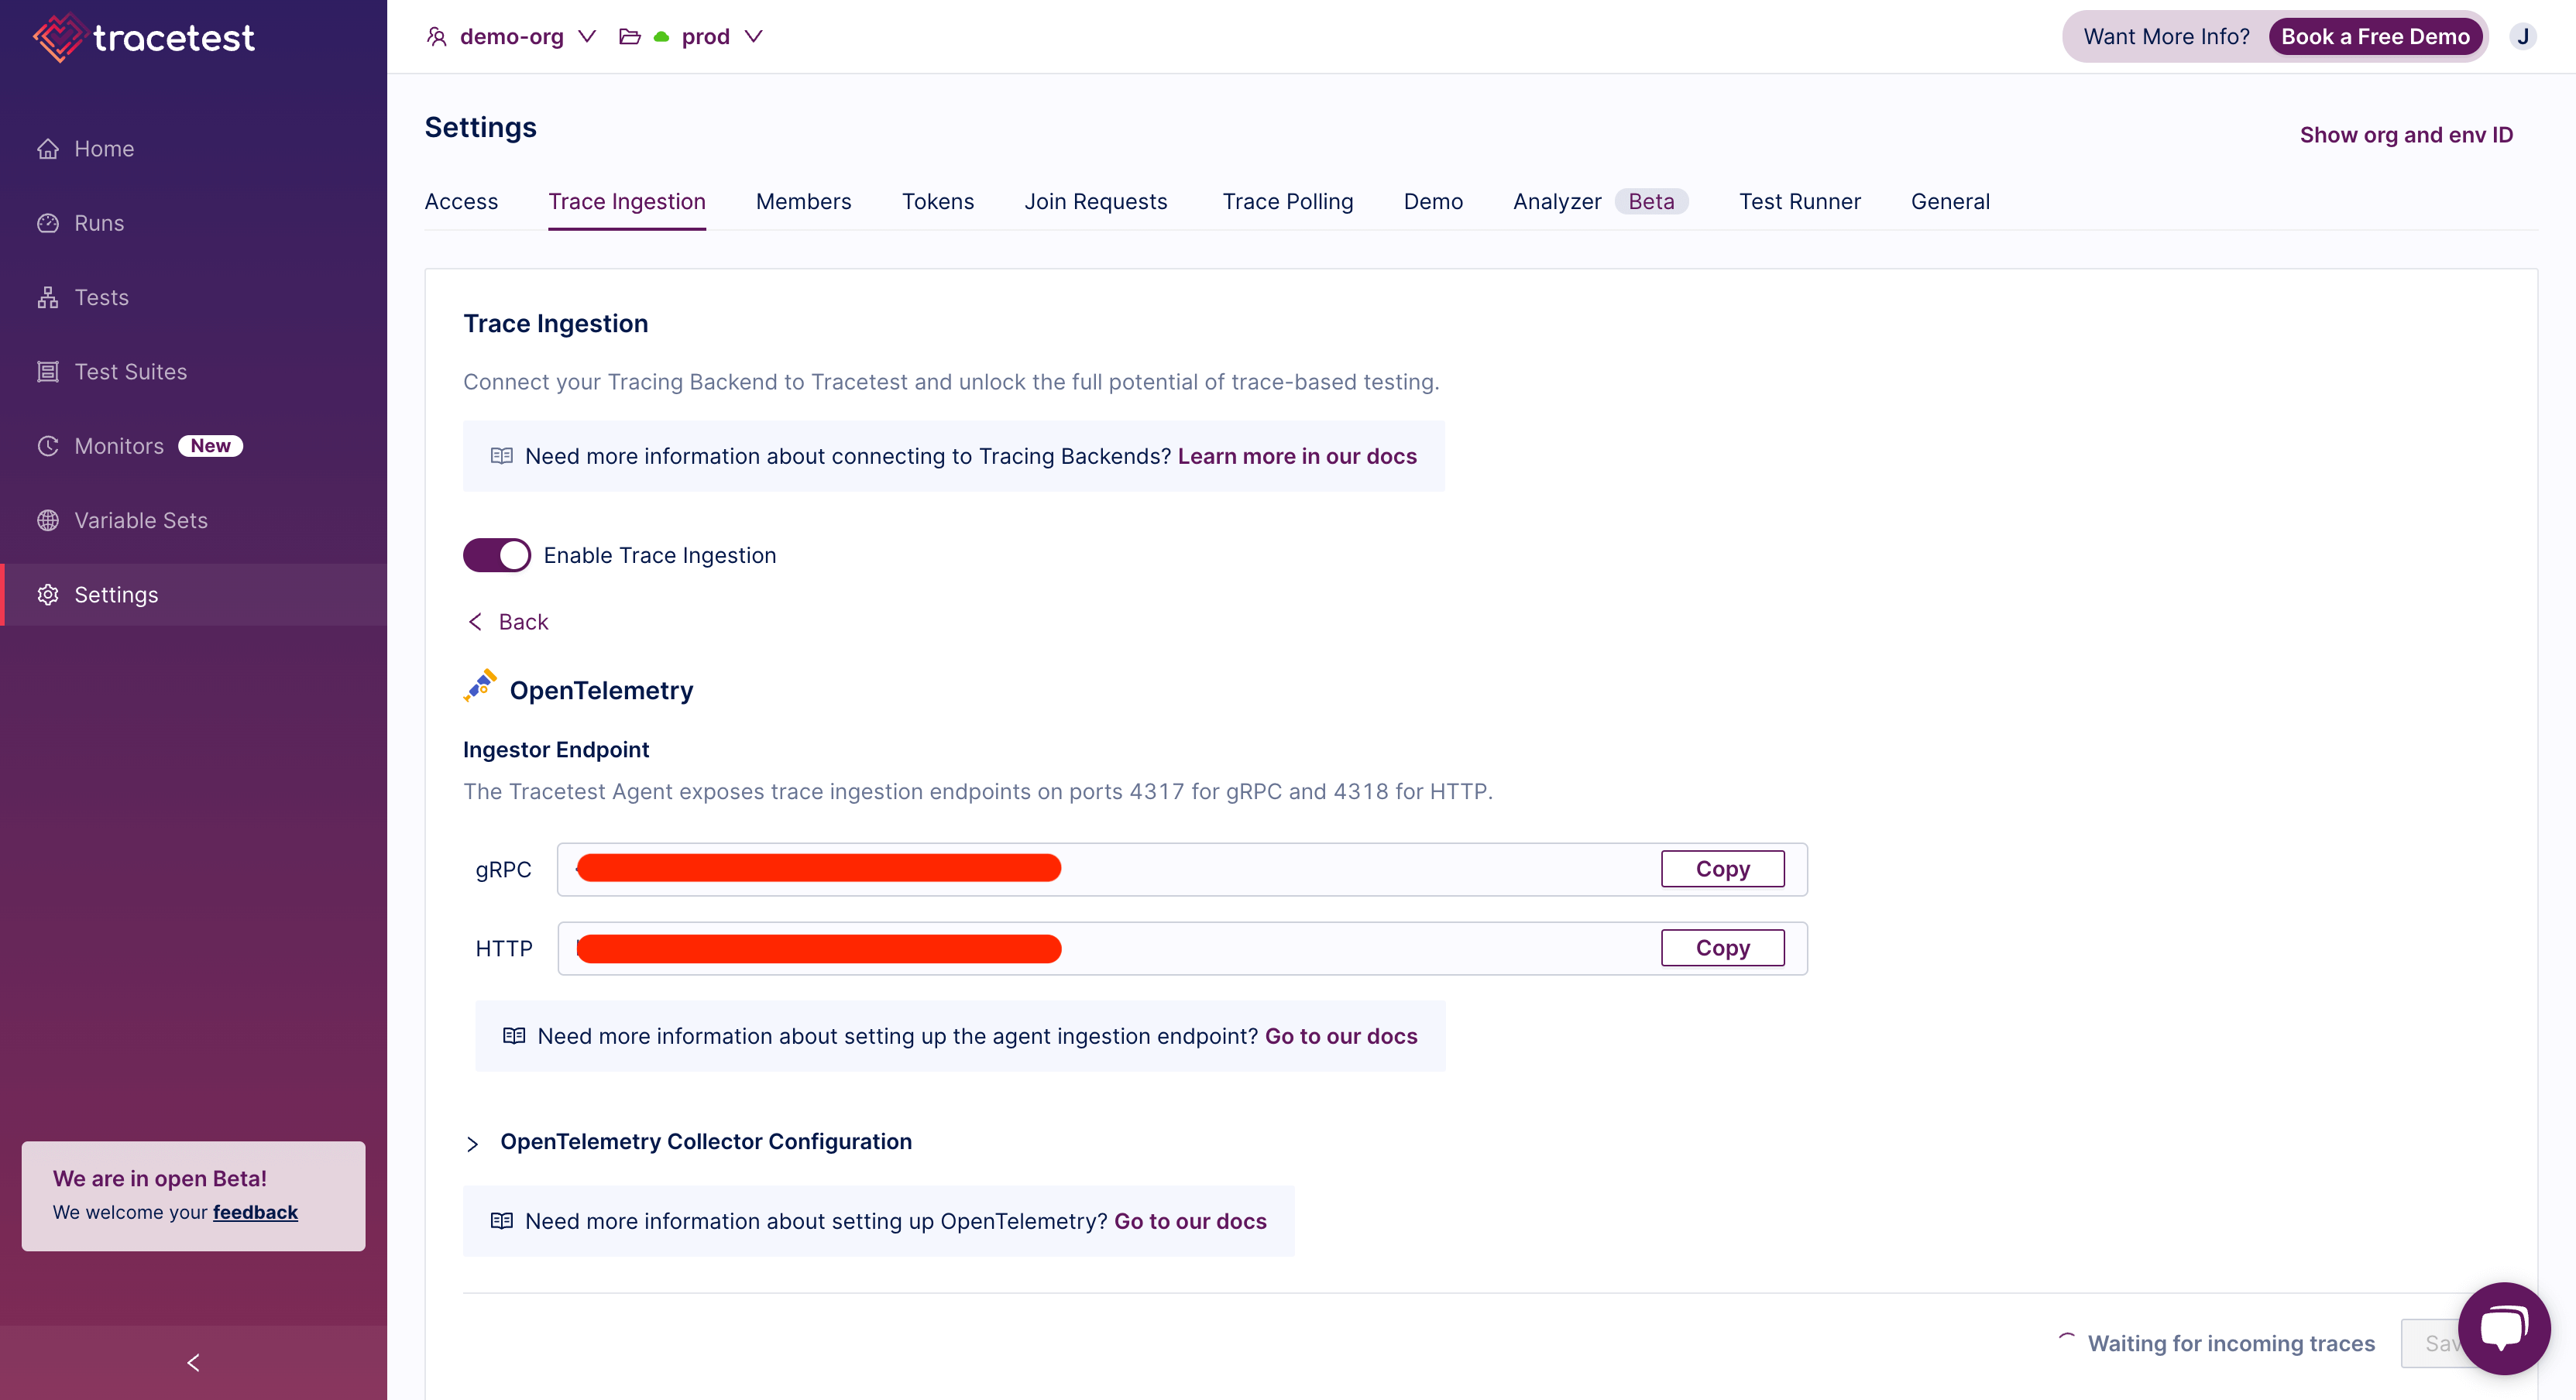 tracetest
demo-org prod
Want More Info? Book a Free Demo J
Home
Runs
Tests
Test Suites
Monitors New
Variable Sets
Settings
We are in open Beta!
We welcome your feedback
Settings
Show org and env ID
Access Trace Ingestion Members Tokens Join Requests Trace Polling Demo Analyzer Beta Test Runner General
Trace Ingestion
Connect your Tracing Backend to Tracetest and unlock the full potential of trace-based testing.
Need more information about connecting to Tracing Backends? Learn more in our docs
Enable Trace Ingestion
Back
OpenTelemetry
Ingestor Endpoint
The Tracetest Agent exposes trace ingestion endpoints on ports 4317 for gRPC and 4318 for HTTP.
gRPC Copy
HTTP Copy
Need more information about setting up the agent ingestion endpoint? Go to our docs
OpenTelemetry Collector Configuration
Need more information about setting up OpenTelemetry? Go to our docs
Waiting for incoming traces